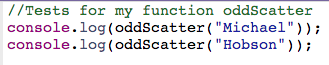 //Tests for my function oddScatter
console.log(oddScatter("Michael"));
console.log(oddScatter("Hobson"));